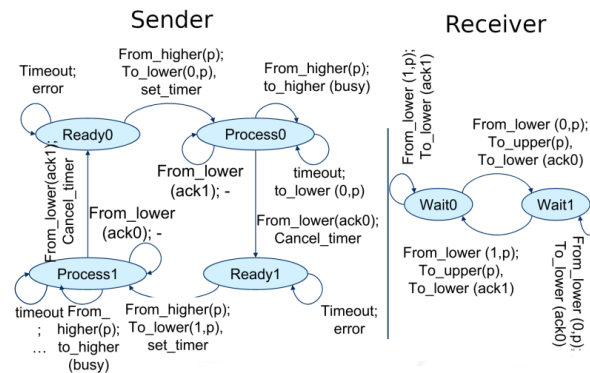 Sender
Receiver
From_higher(p);
To_lower(0,p),
set_timer
From_higher(p);
to_higher (busy)
Timeout;
error
Ready0
Process0
From_lower
(ack1); -
timeout;
to_lower (0,p)
From_lower(ack1);
Cancel_timer
From_lower
(ack0); -
From_lower(ack0);
Cancel_timer
Process1
Ready1
timeout
;
…
From_
higher(p);
to_higher
(busy)
From_higher(p);
To_lower(1,p),
set_timer
Timeout;
error
From_lower (1,p);
To_lower (ack1)
From_lower (0,p);
To_upper(p),
To_lower (ack0)
Wait0
Wait1
From_lower (1,p);
To_upper(p),
To_lower (ack1)
From_lower (0,p);
To_lower (ack0)